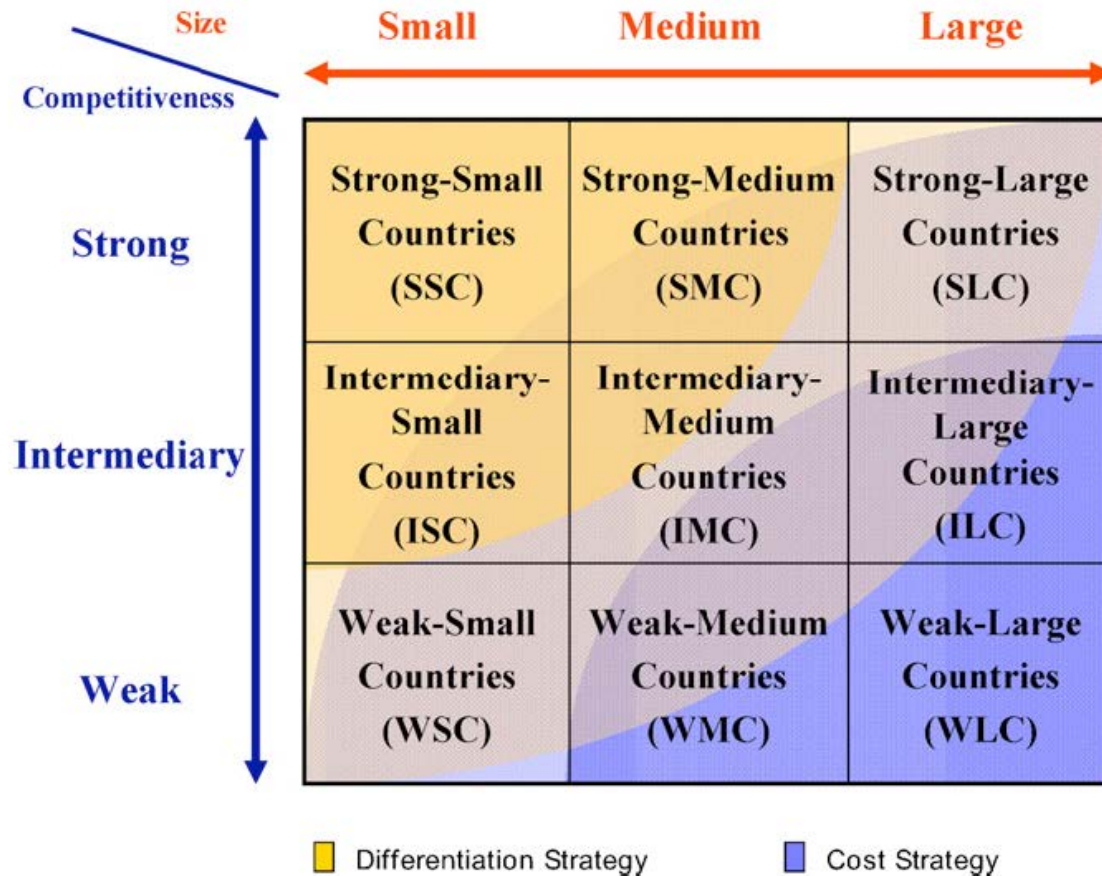 Size
Small
Medium
Large
Competitiveness
Strong
Strong-Small
Countries
(SSC)
Strong-Medium
Countries
(SMC)
Strong-Large
Countries
(SLC)
Intermediary
Intermediary-
Small
Countries
(ISC)
Intermediary-
Medium
Countries
(IMC)
Intermediary-
Large
Countries
(ILC)
Weak
Weak-Small
Countries
(WSC)
Weak-Medium
Countries
(WMC)
Weak-Large
Countries
(WLC)
Differentiation Strategy
Cost Strategy